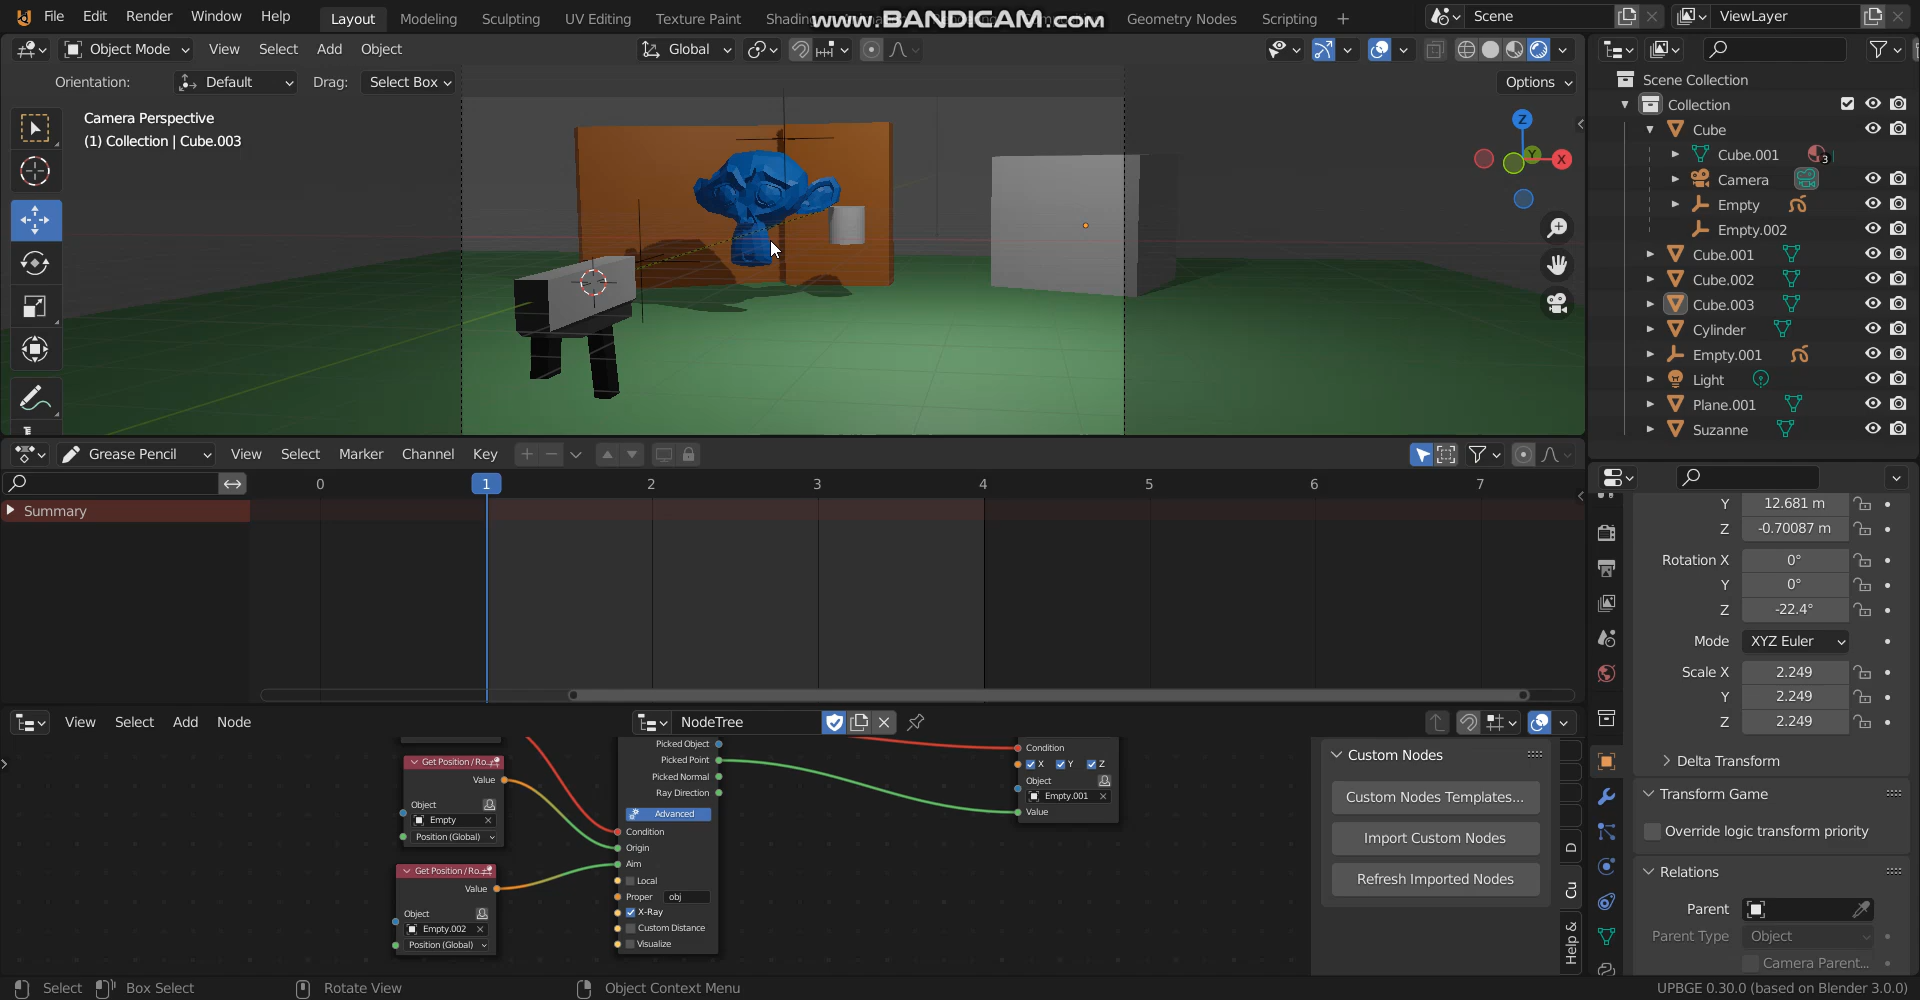 File Edit Render Window Help Layout Modeling Sculpting UV Editing Texture Paint Shadin Geometry Nodes Scripting Scene ViewLayer
www.BANDICAM.com
Object Mode View Select Add Object Global
Orientation: Default Drag: Select Box Options
Camera Perspective
(1) Collection | Cube.003
Z
Y
X
Scene Collection
Collection
Cube
Cube.001 3
Camera
Empty
Empty.002
Cube.001
Cube.002
Cube.003
Cylinder
Empty.001
Light
Plane.001
Suzanne
Grease Pencil View Select Marker Channel Key
0 1 2 3 4 5 6 7
Summary
Y 12.681 m
Z -0.70087 m
Rotation X 0°
Y 0°
Z -22.4°
Mode XYZ Euler
Scale X 2.249
Y 2.249
Z 2.249
Delta Transform
Transform Game
Override logic transform priority
Relations
Parent
Parent Type Object
Camera Parent...
View Select Add Node NodeTree
Get Position / Ro...
Value
Object
Empty
Position (Global)
Get Position / Ro...
Value
Object
Empty.002
Position (Global)
Picked Object
Picked Point
Picked Normal
Ray Direction
Advanced
Condition
Origin
Aim
Local
Proper obj
X-Ray
Custom Distance
Visualize
Condition
X Y Z
Object
Empty.001
Value
Custom Nodes
Custom Nodes Templates...
Import Custom Nodes
Refresh Imported Nodes
D
Cu
Help &
Select Box Select Rotate View Object Context Menu UPBGE 0.30.0 (based on Blender 3.0.0)